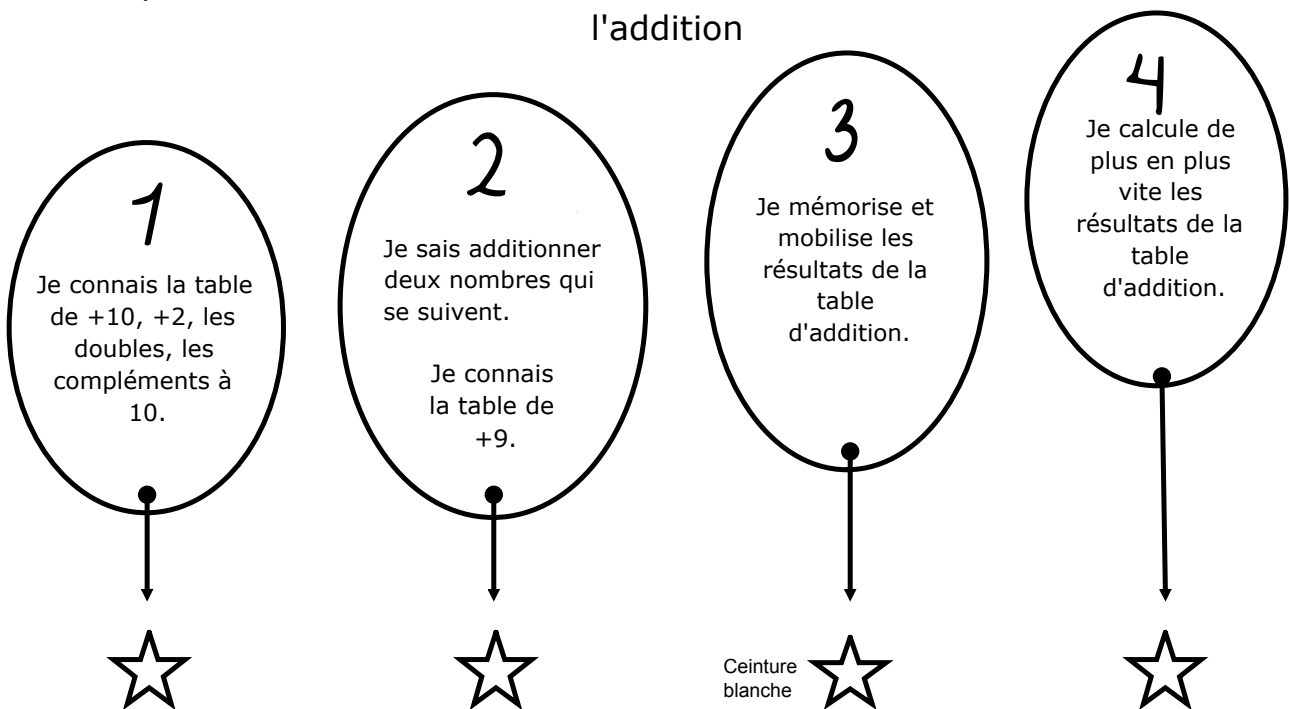 l'addition
1
Je connais la table
de +10, +2, les
doubles, les
compléments à
10.
2
Je sais additionner
deux nombres qui
se suivent.
Je connais
la table de
+9.
3
Je mémorise et
mobilise les
résultats de la
table
d'addition.
4
Je calcule de
plus en plus
vite les
résultats de la
table
d'addition.
Ceinture
blanche